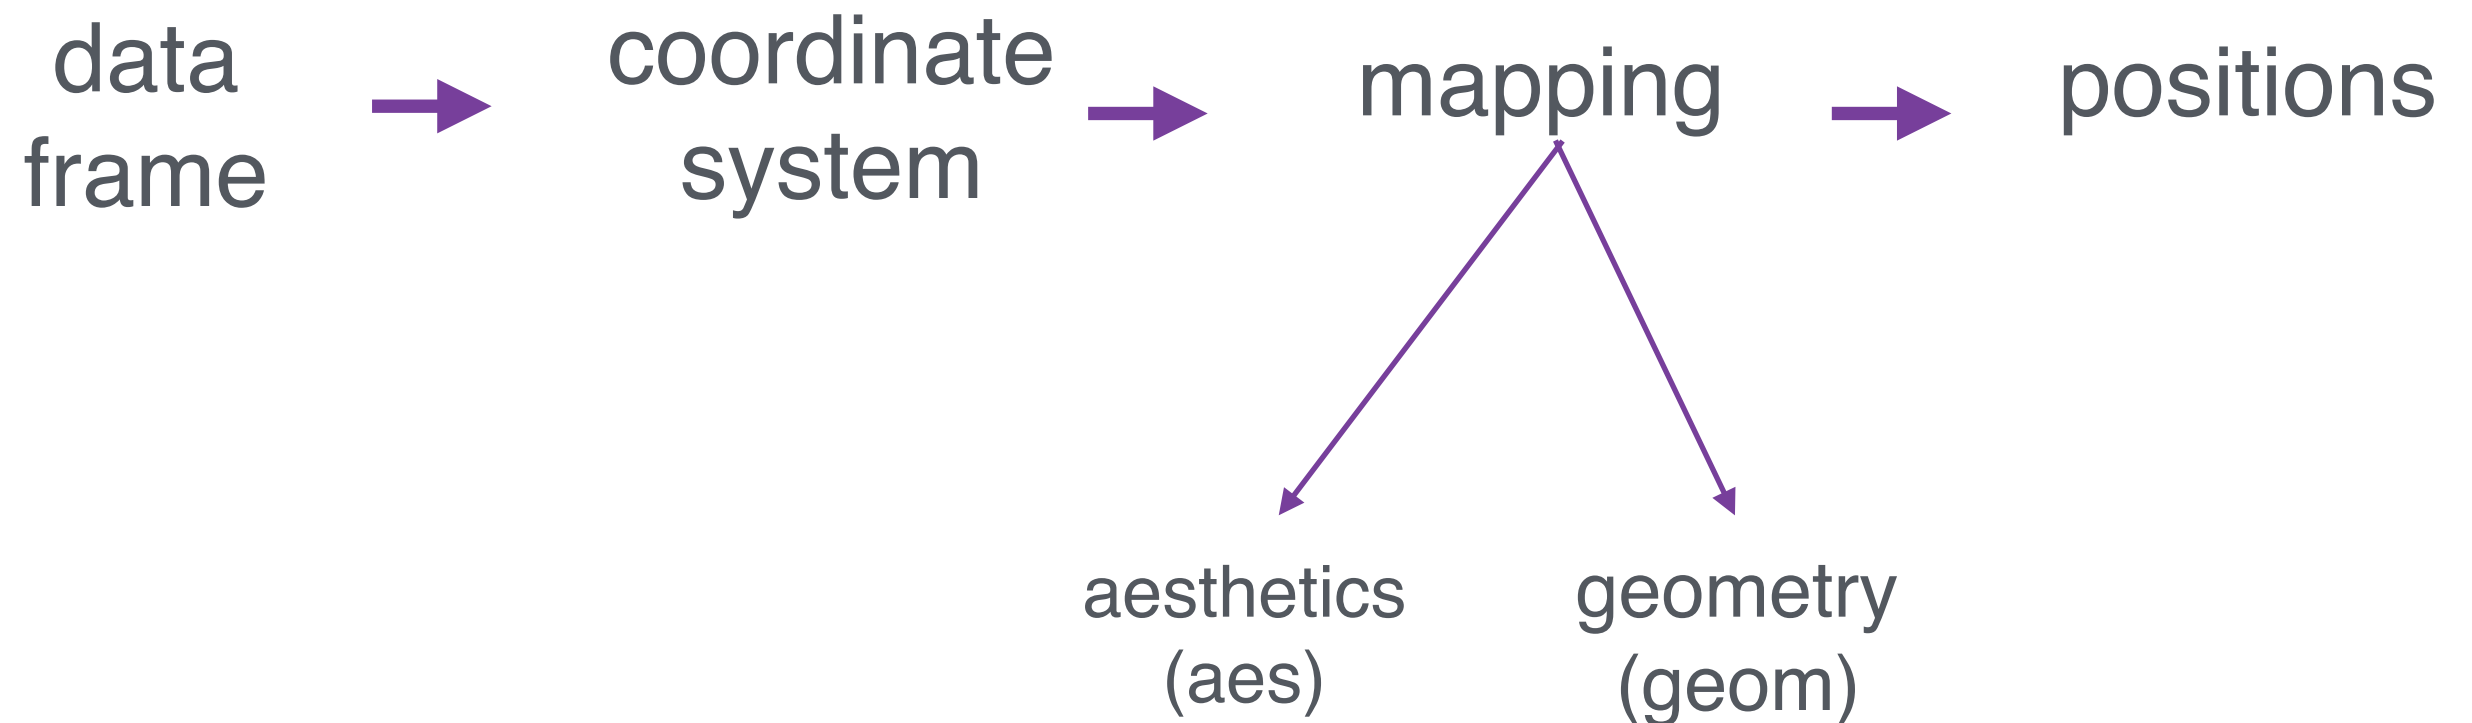 data
frame
coordinate
system
mapping
positions
aesthetics
(aes)
geometry
(geom)